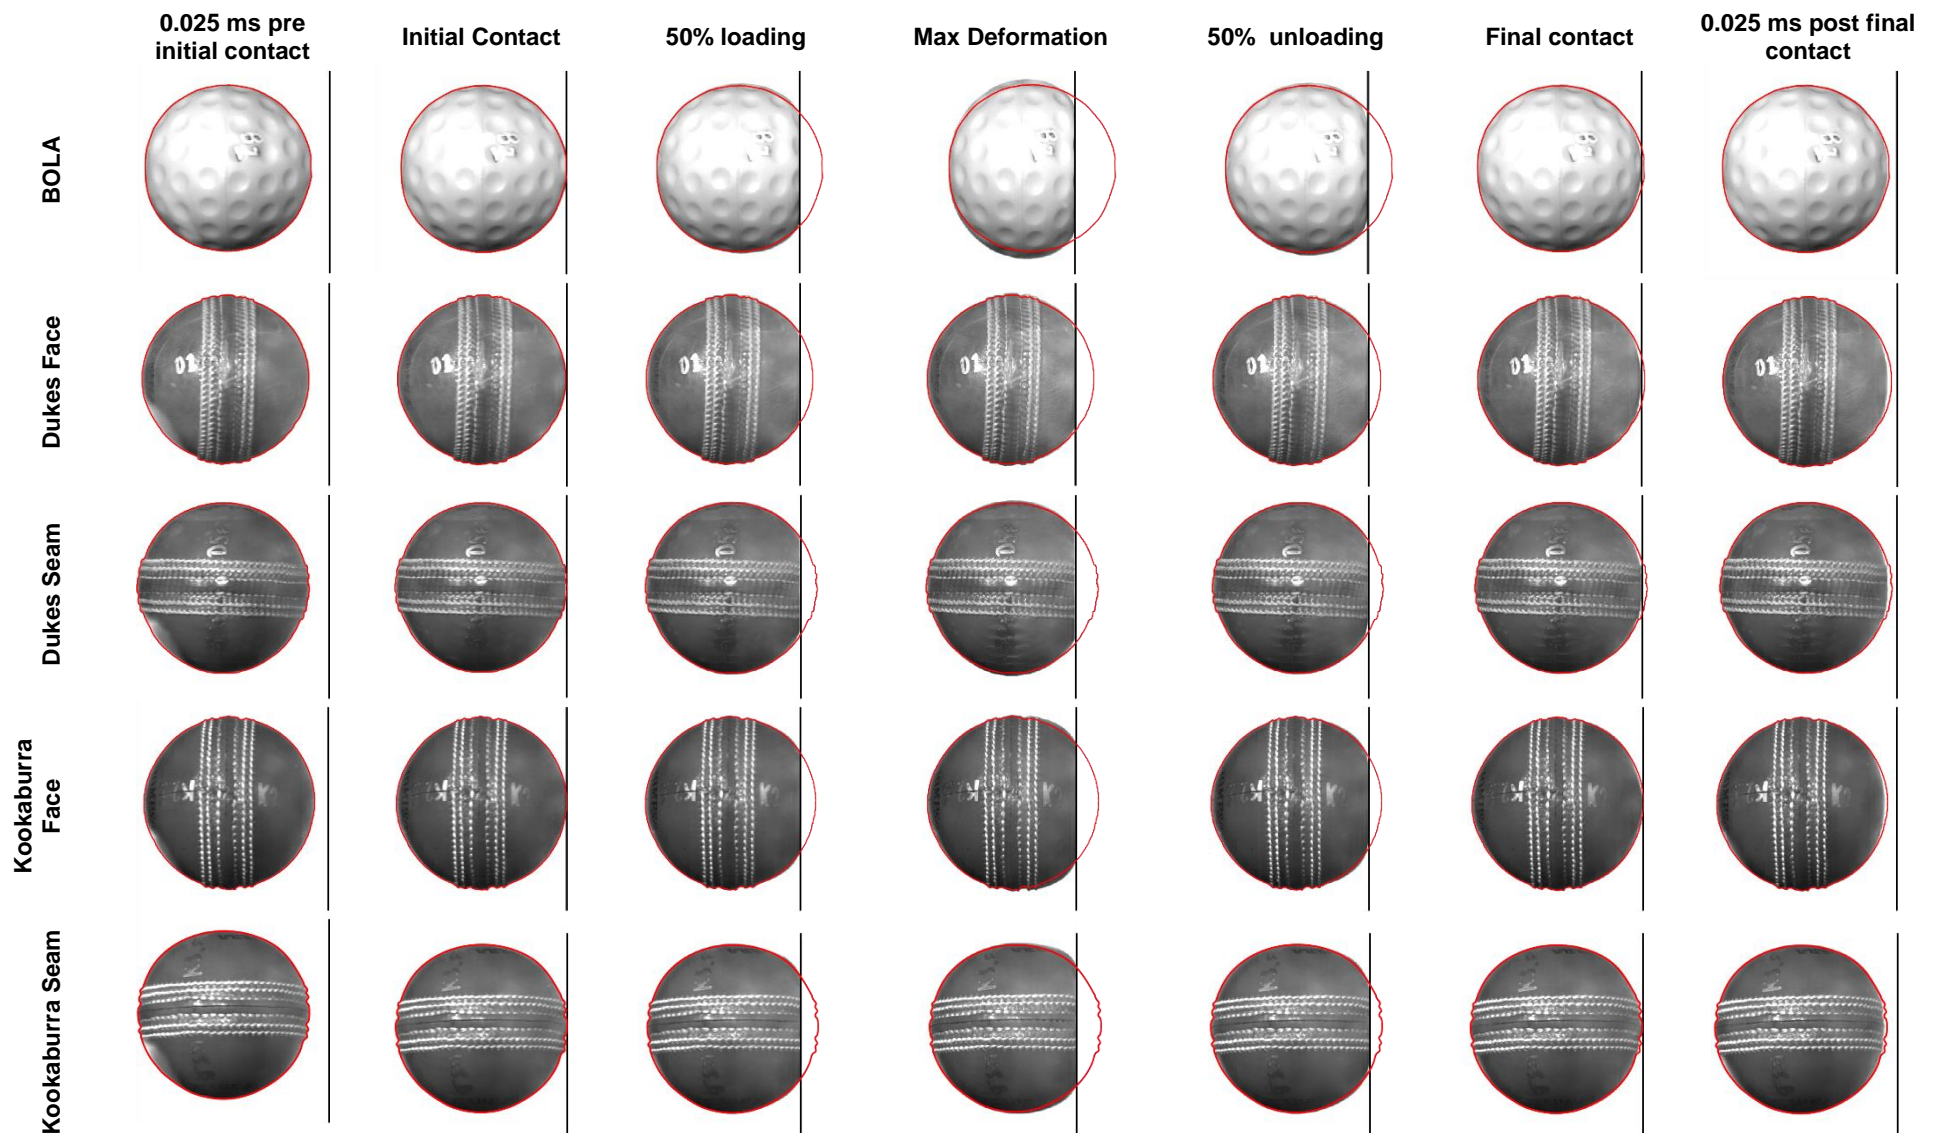 0.025 ms pre initial contact
Initial Contact
50% loading
Max Deformation
50% unloading
Final contact
0.025 ms post final contact
BOLA
Dukes Face
Dukes Seam
Kookaburra Face
Kookaburra Seam